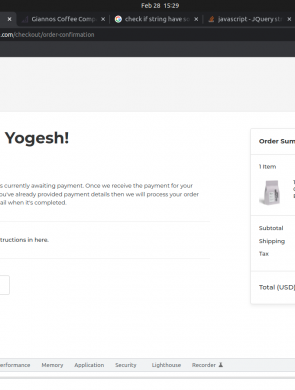 Feb 28 15:29
Giannos Coffee Comp
check if string have
javascript - JQuery str
.com/checkout/order-confirmation
Yogesh!
Order Sum
1 Item
s currently awaiting payment. Once we receive the payment for your
ou've already provided payment details then we will process your order
ail when it's completed.
Subtotal
structions in here.
Shipping
Tax
Total (USD)
erformance Memory Application Security Lighthouse Recorder